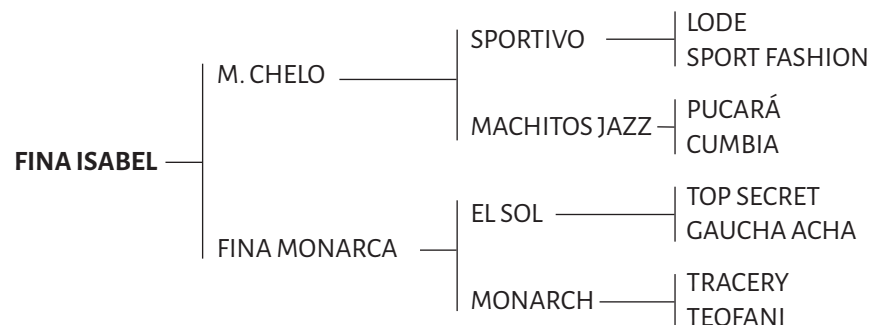 LODE
SPORTIVO
SPORT FASHION
M. CHELO
PUCARÁ
MACHITOS JAZZ
CUMBIA
FINA ISABEL
TOP SECRET
EL SOL
GAUCHA ACHA
FINA MONARCA
TRACERY
MONARCH
TEOFANI